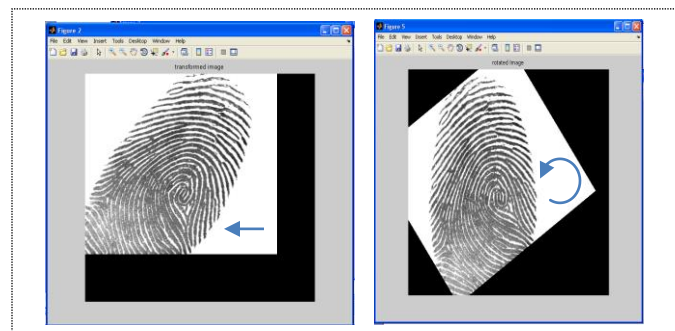 Figure 2
File Edit View Insert Tools Desktop Window Help
transformed image
Figure 5
File Edit View Insert Tools Desktop Window Help
rotated image